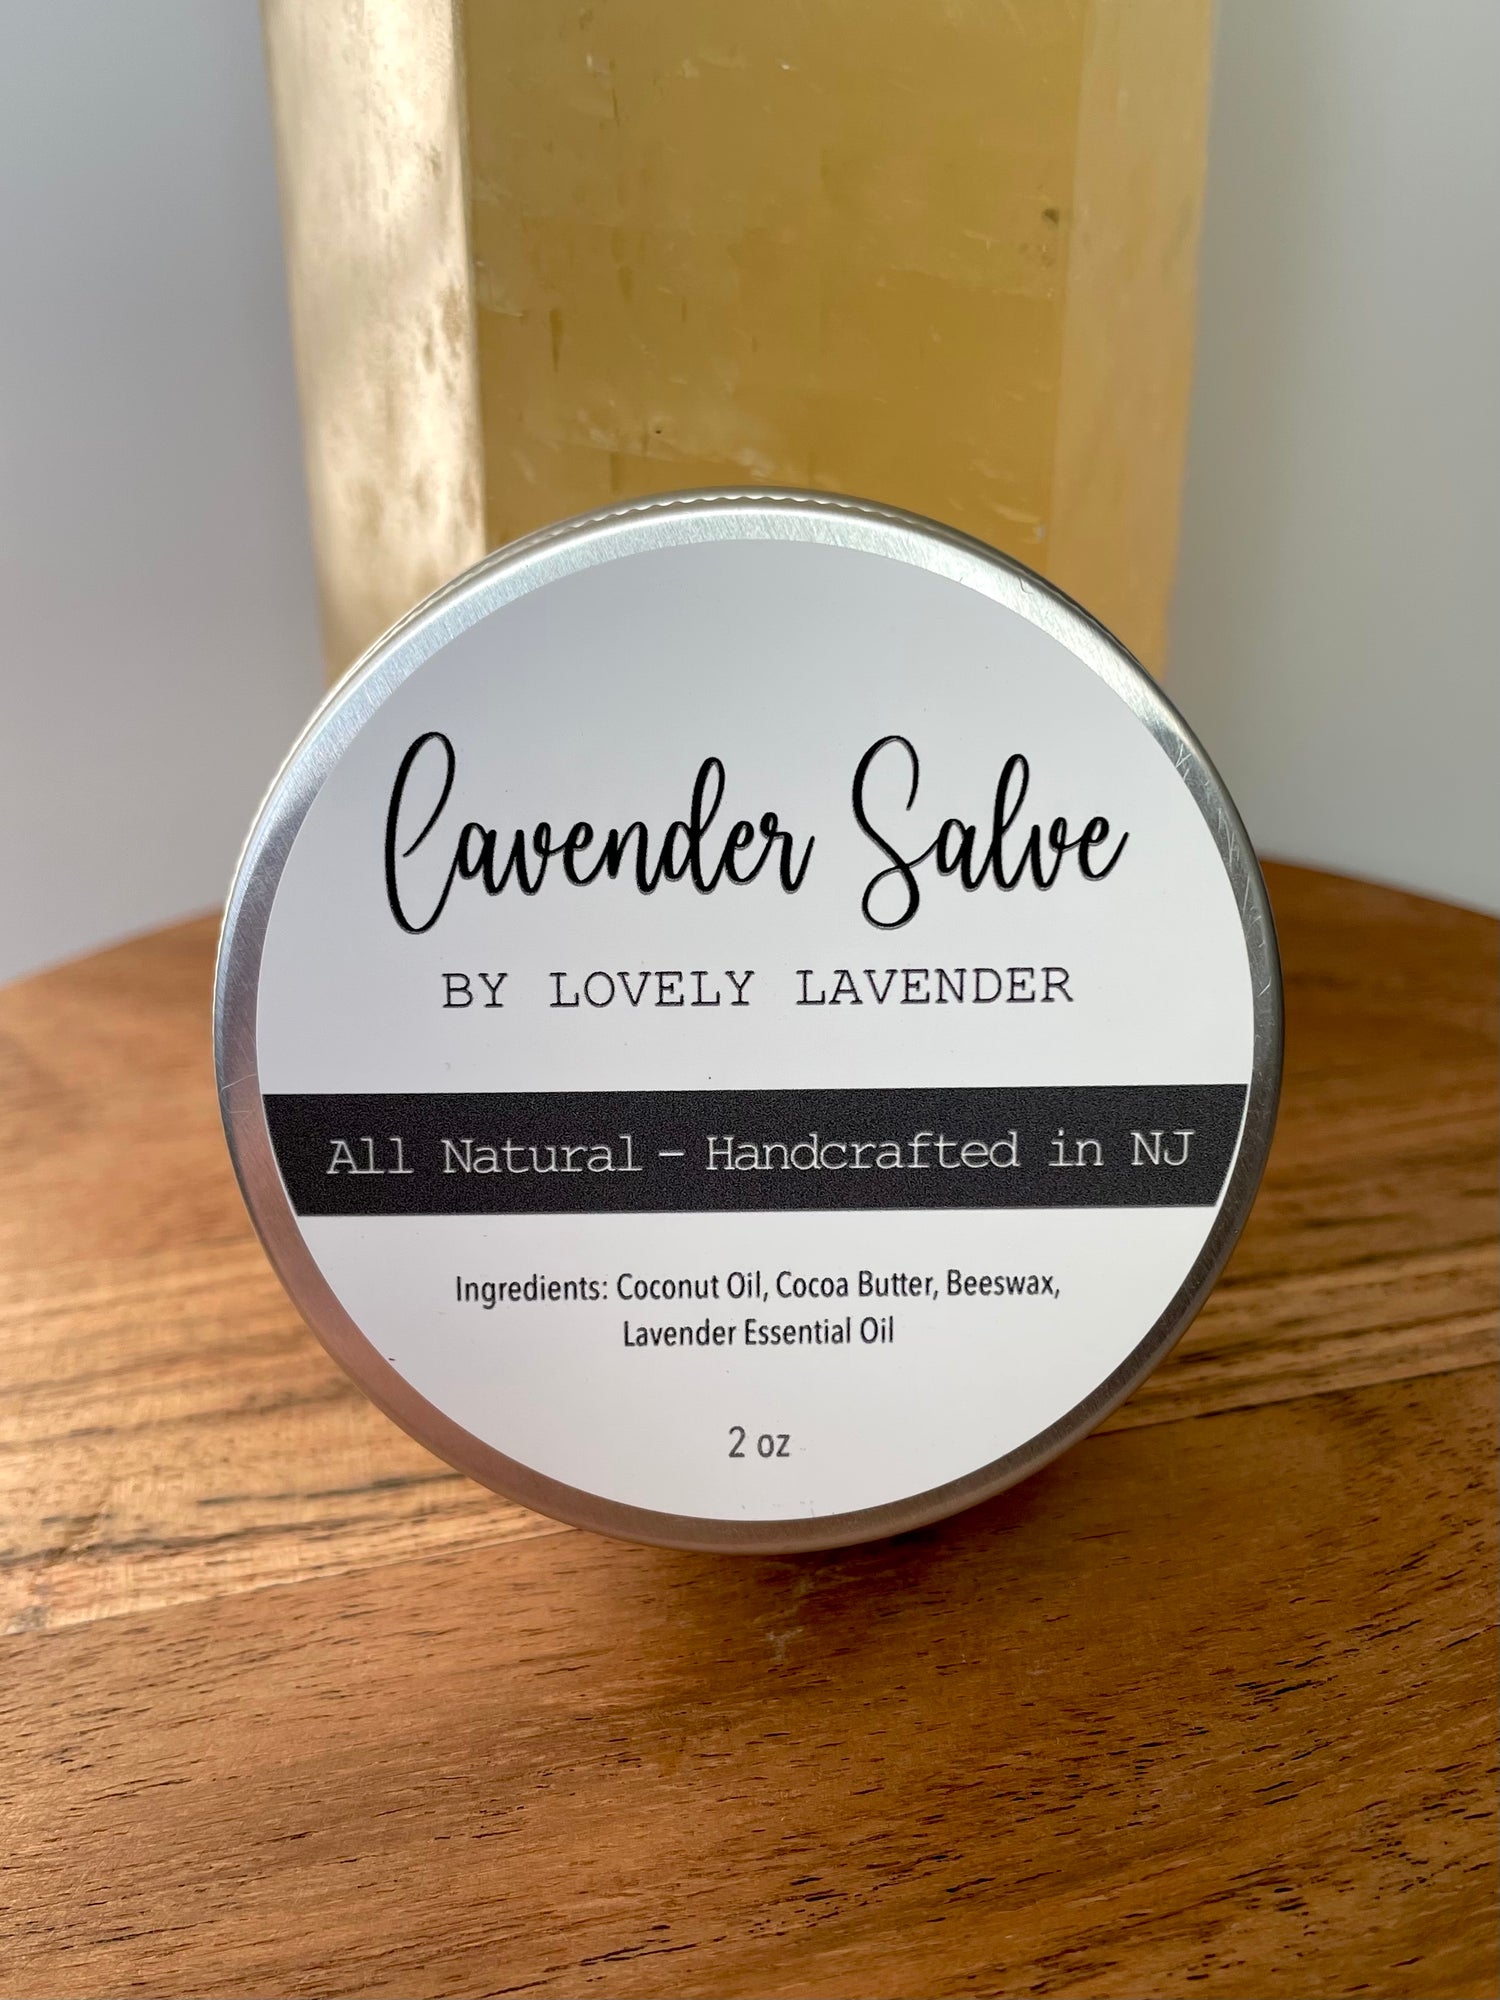 Lavender Salve
BY LOVELY LAVENDER
All Natural - Handcrafted in NJ
Ingredients: Coconut Oil, Cocoa Butter, Beeswax,
Lavender Essential Oil
2 oz